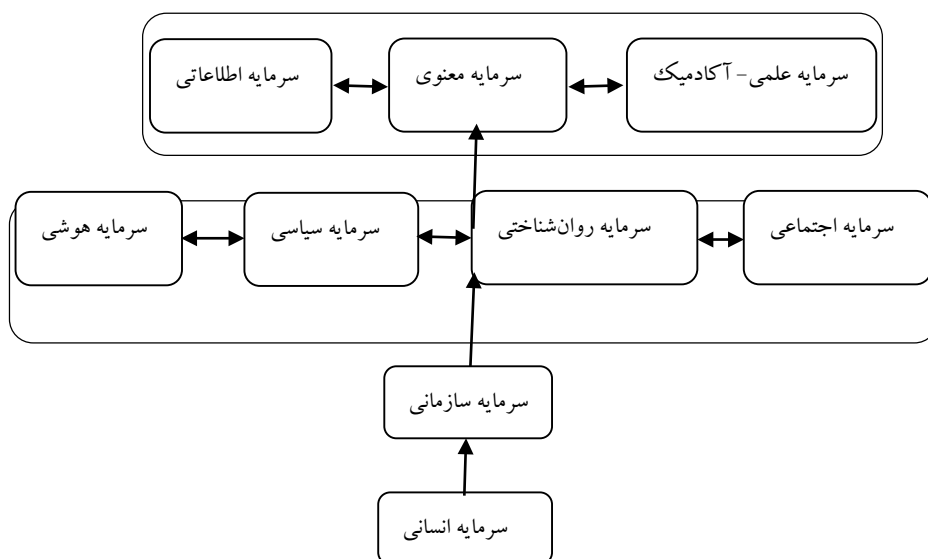 سرمایه علمی- آکادمیک
سرمایه معنوی
سرمایه اطلاعاتی
سرمایه اجتماعی
سرمایه روان‌شناختی
سرمایه سیاسی
سرمایه هوشی
سرمایه سازمانی
سرمایه انسانی